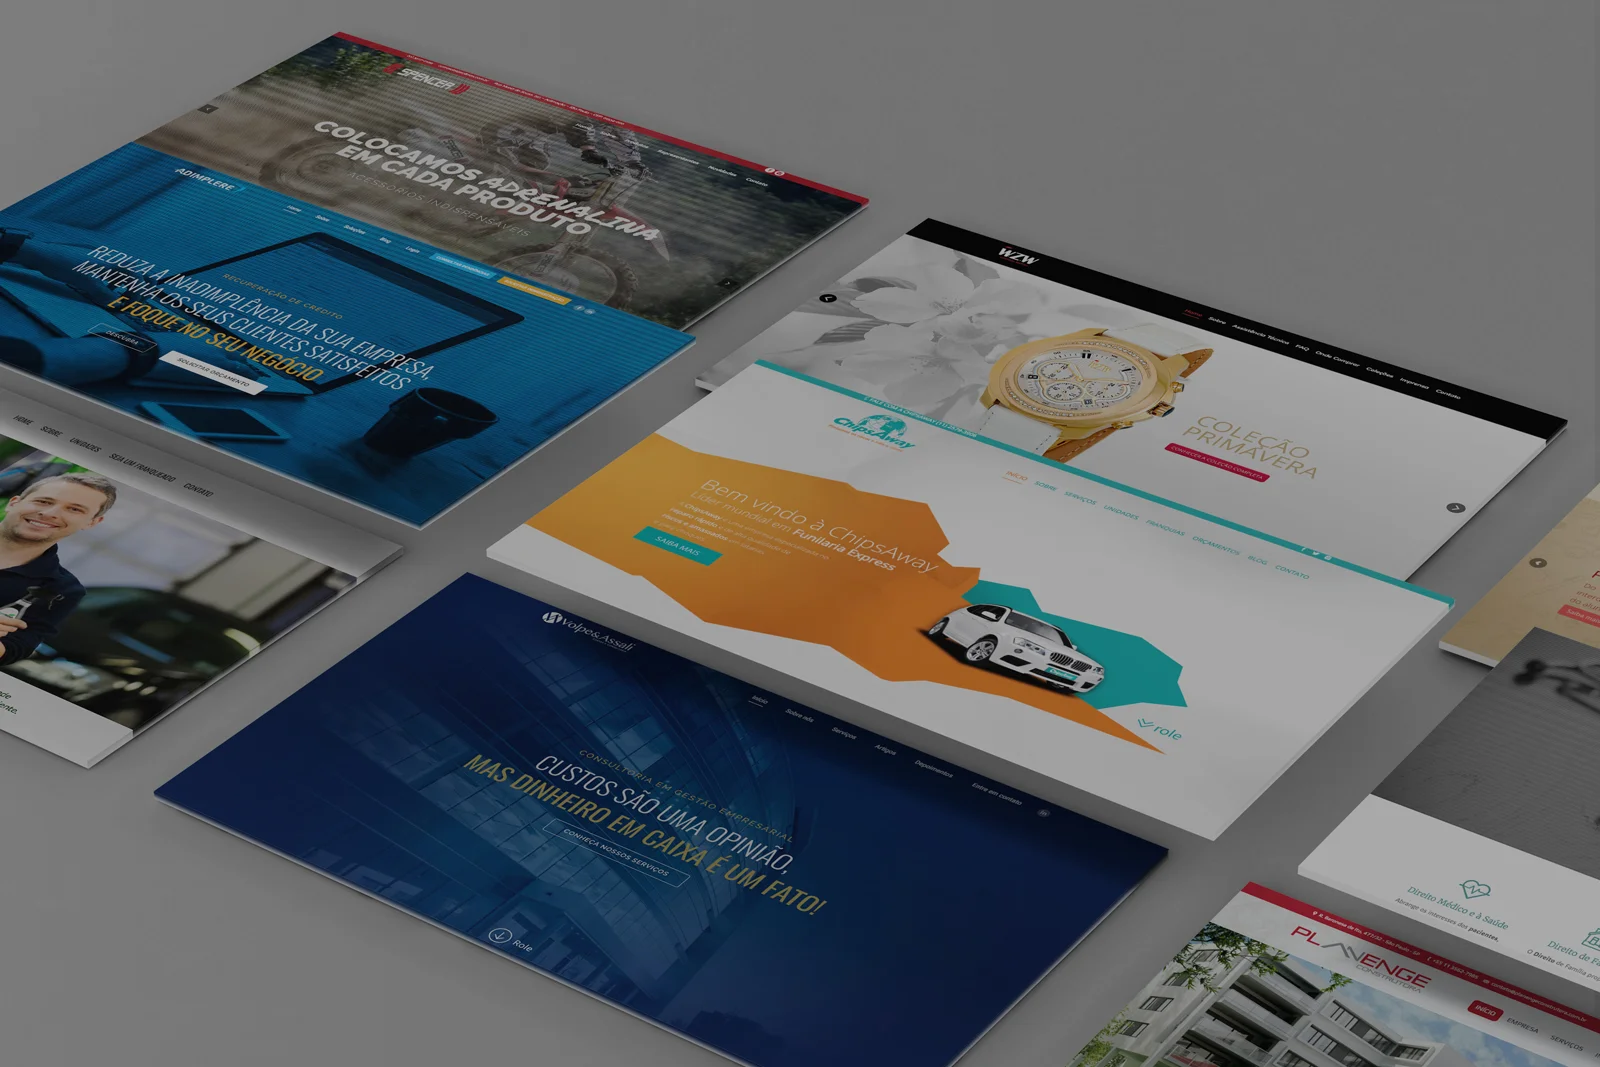 SPENCER
Novidades
Contato
COLOCAMOS ADRENALINA
EM CADA PRODUTO
ACESSÓRIOS INDISPENSÁVEIS
ADIMPLERE
Home
Sobre
Soluções
Blog
Login
RECUPERAÇÃO DE CRÉDITO
REDUZA A INADIMPLÊNCIA DA SUA EMPRESA,
MANTENHA OS SEUS CLIENTES SATISFEITOS
E FOQUE NO SEU NEGÓCIO
DESCUBRA
SOLICITAR ORÇAMENTO
HOME
SOBRE
UNIDADES
SEJA UM FRANQUEADO
CONTATO
WZW
Home
Sobre
Assistência Técnica
FAQ
Onde Comprar
Coleções
Imprensa
Contato
COLEÇÃO
PRIMAVERA
CONHEÇA A COLEÇÃO COMPLETA
ChipsAway
INÍCIO
SOBRE
SERVIÇOS
UNIDADES
FRANQUIAS
ORÇAMENTOS
BLOG
CONTATO
Bem vindo à ChipsAway
Líder mundial em Funilaria Express
SAIBA MAIS
role
Volpe&Assali
Início
Sobre nós
Serviços
Artigos
Depoimentos
Entre em contato
CONSULTORIA EM GESTÃO EMPRESARIAL
CUSTOS SÃO UMA OPINIÃO,
MAS DINHEIRO EM CAIXA É UM FATO!
CONHEÇA NOSSOS SERVIÇOS
Role
Direito Médico e à Saúde
Abrange os interesses dos pacientes,
Direito de Fa
O Direito de Família
PLANENGE
CONSTRUTORA
INÍCIO
EMPRESA
SERVIÇOS